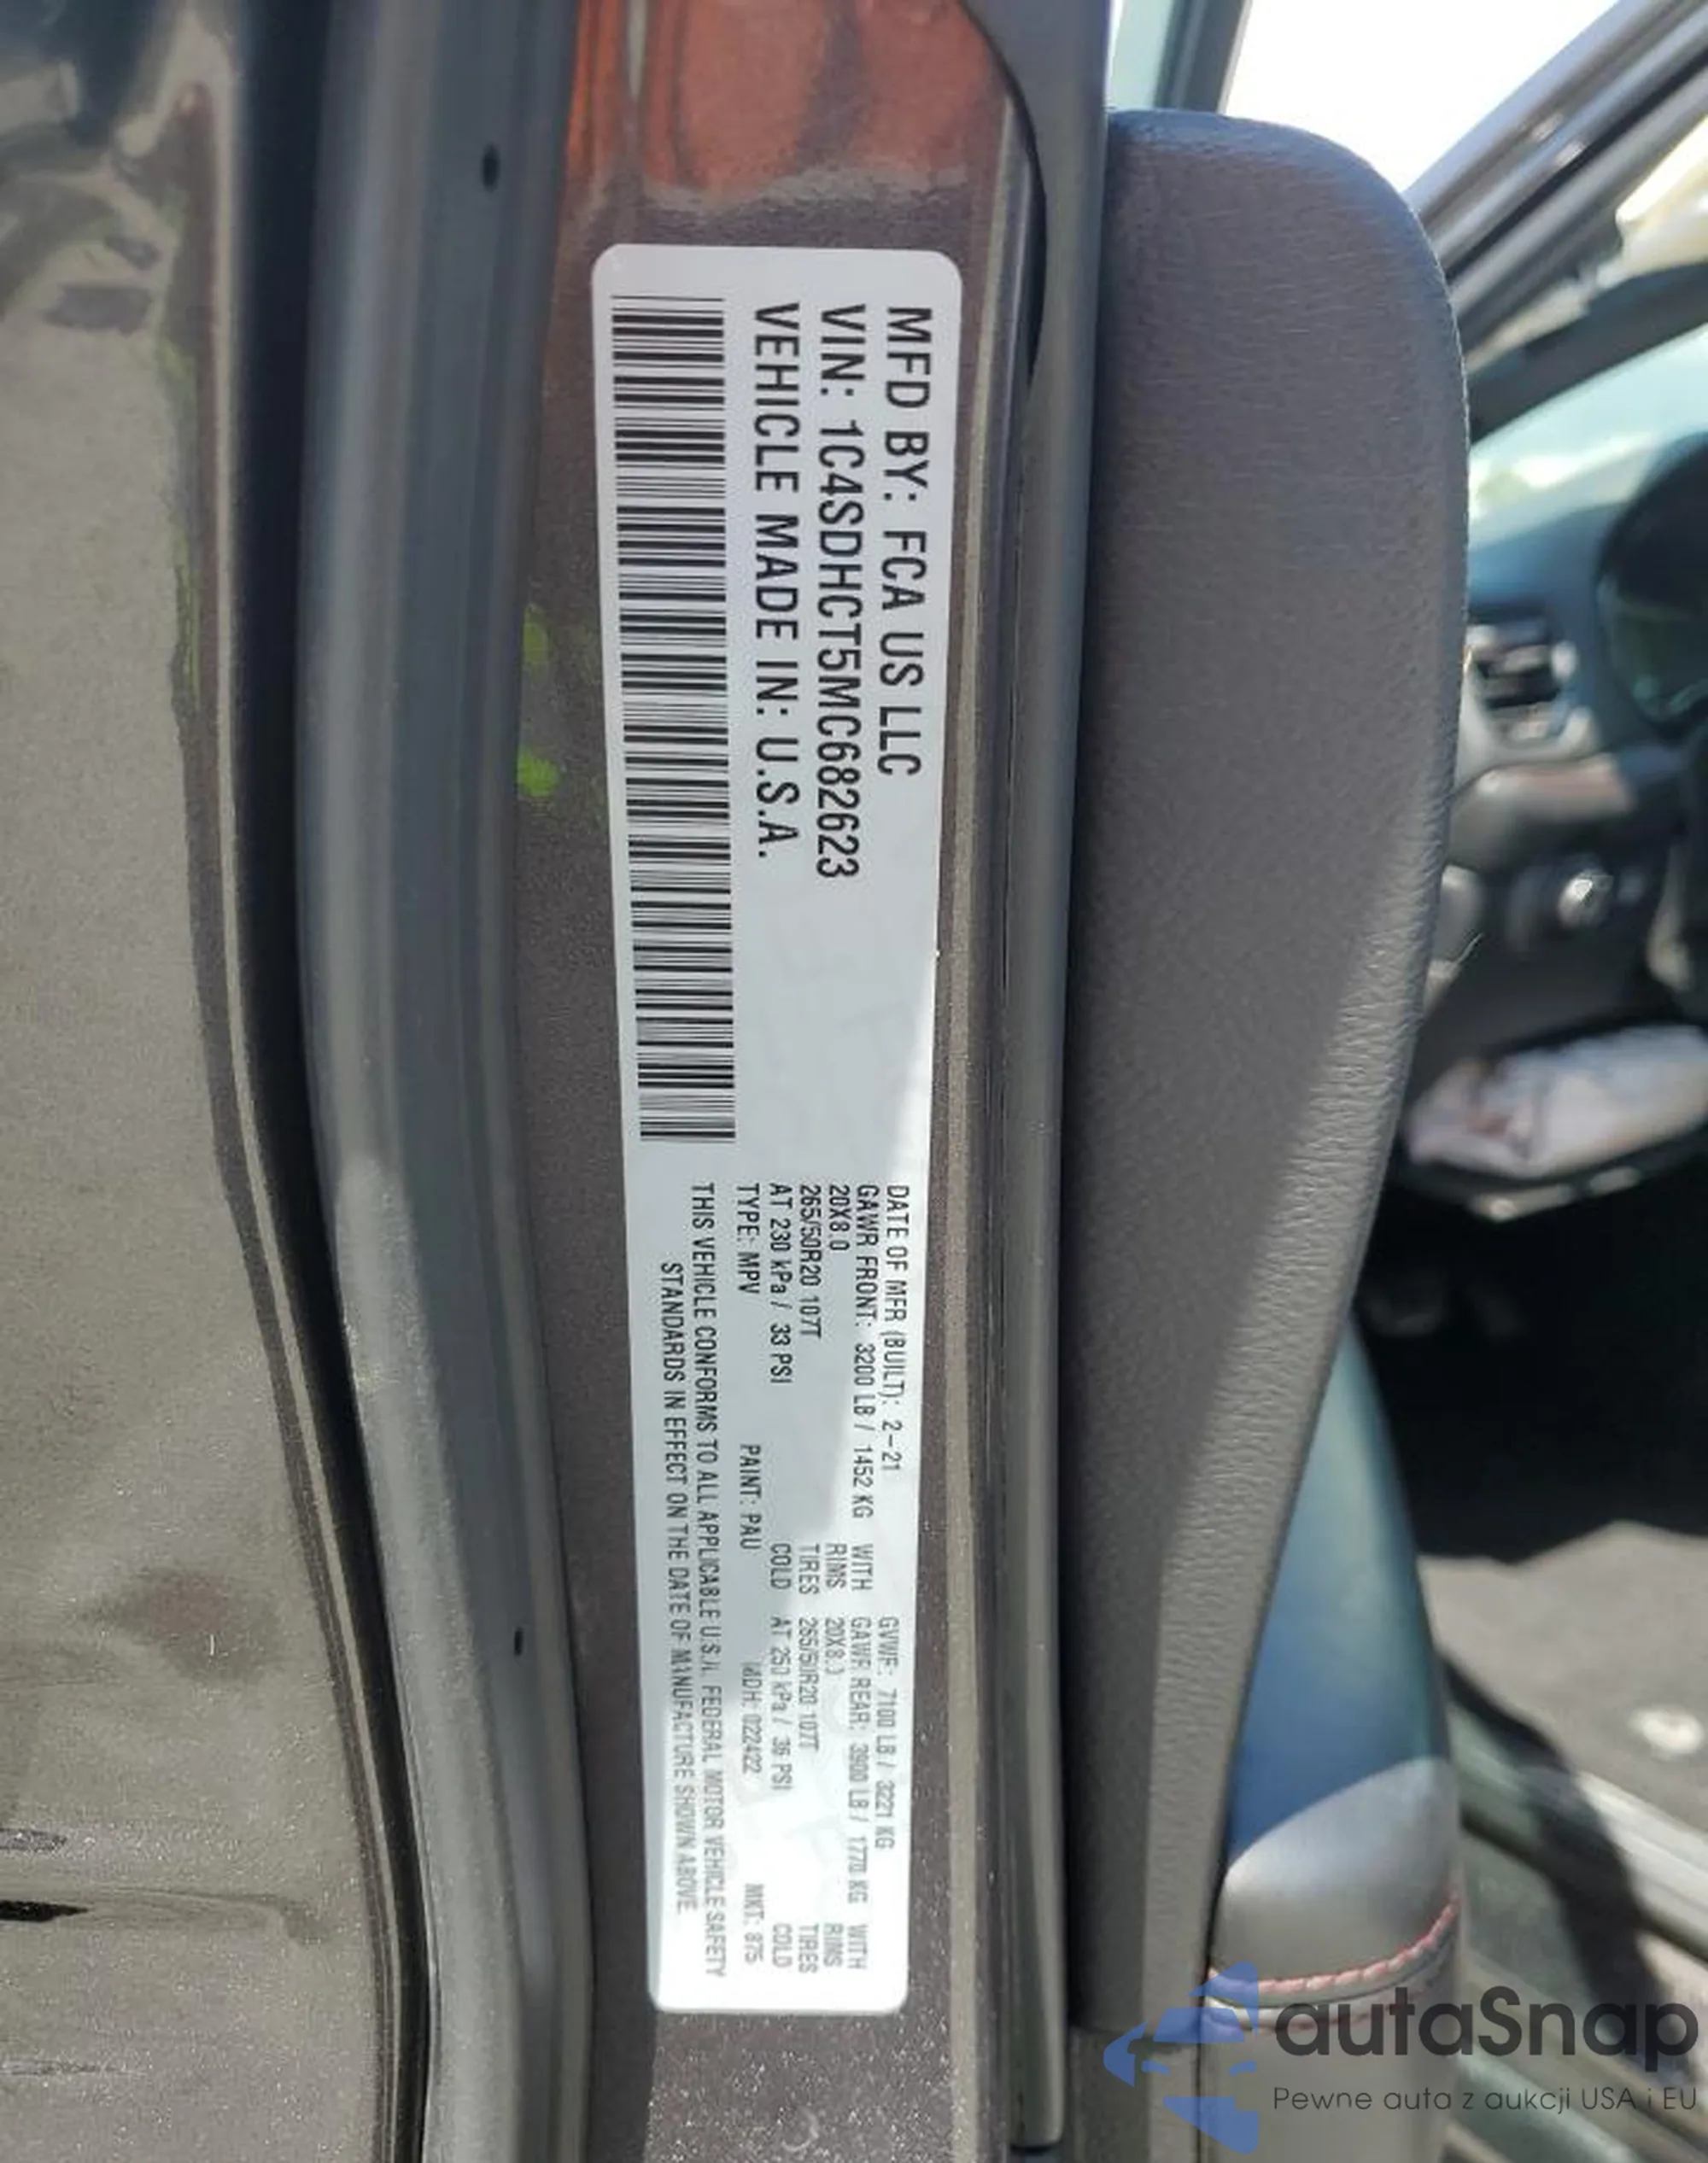 MFD BY: FCA US LLC
VIN: 1C4SDHCT5MC682623
VEHICLE MADE IN: U.S.A.
DATE OF MFR (BUILT): 2-21 GVWR: 7100 LB / 3221 KG
GAWR FRONT: 3200 LB / 1452 KG WITH GAWR REAR: 3900 LB / 1770 KG WITH
20X8.0 RIMS 20X8.0 RIMS
265/50R20 107T TIRES 265/50R20 107T TIRES
AT 230 kPa / 33 PSI COLD AT 250 kPa / 36 PSI COLD
TYPE: MPV PAINT: PAU MDH: 022422 MKT: 875
THIS VEHICLE CONFORMS TO ALL APPLICABLE U.S.A. FEDERAL MOTOR VEHICLE SAFETY
STANDARDS IN EFFECT ON THE DATE OF MANUFACTURE SHOWN ABOVE.
autaSnap
Pewne auta z aukcji USA i EU